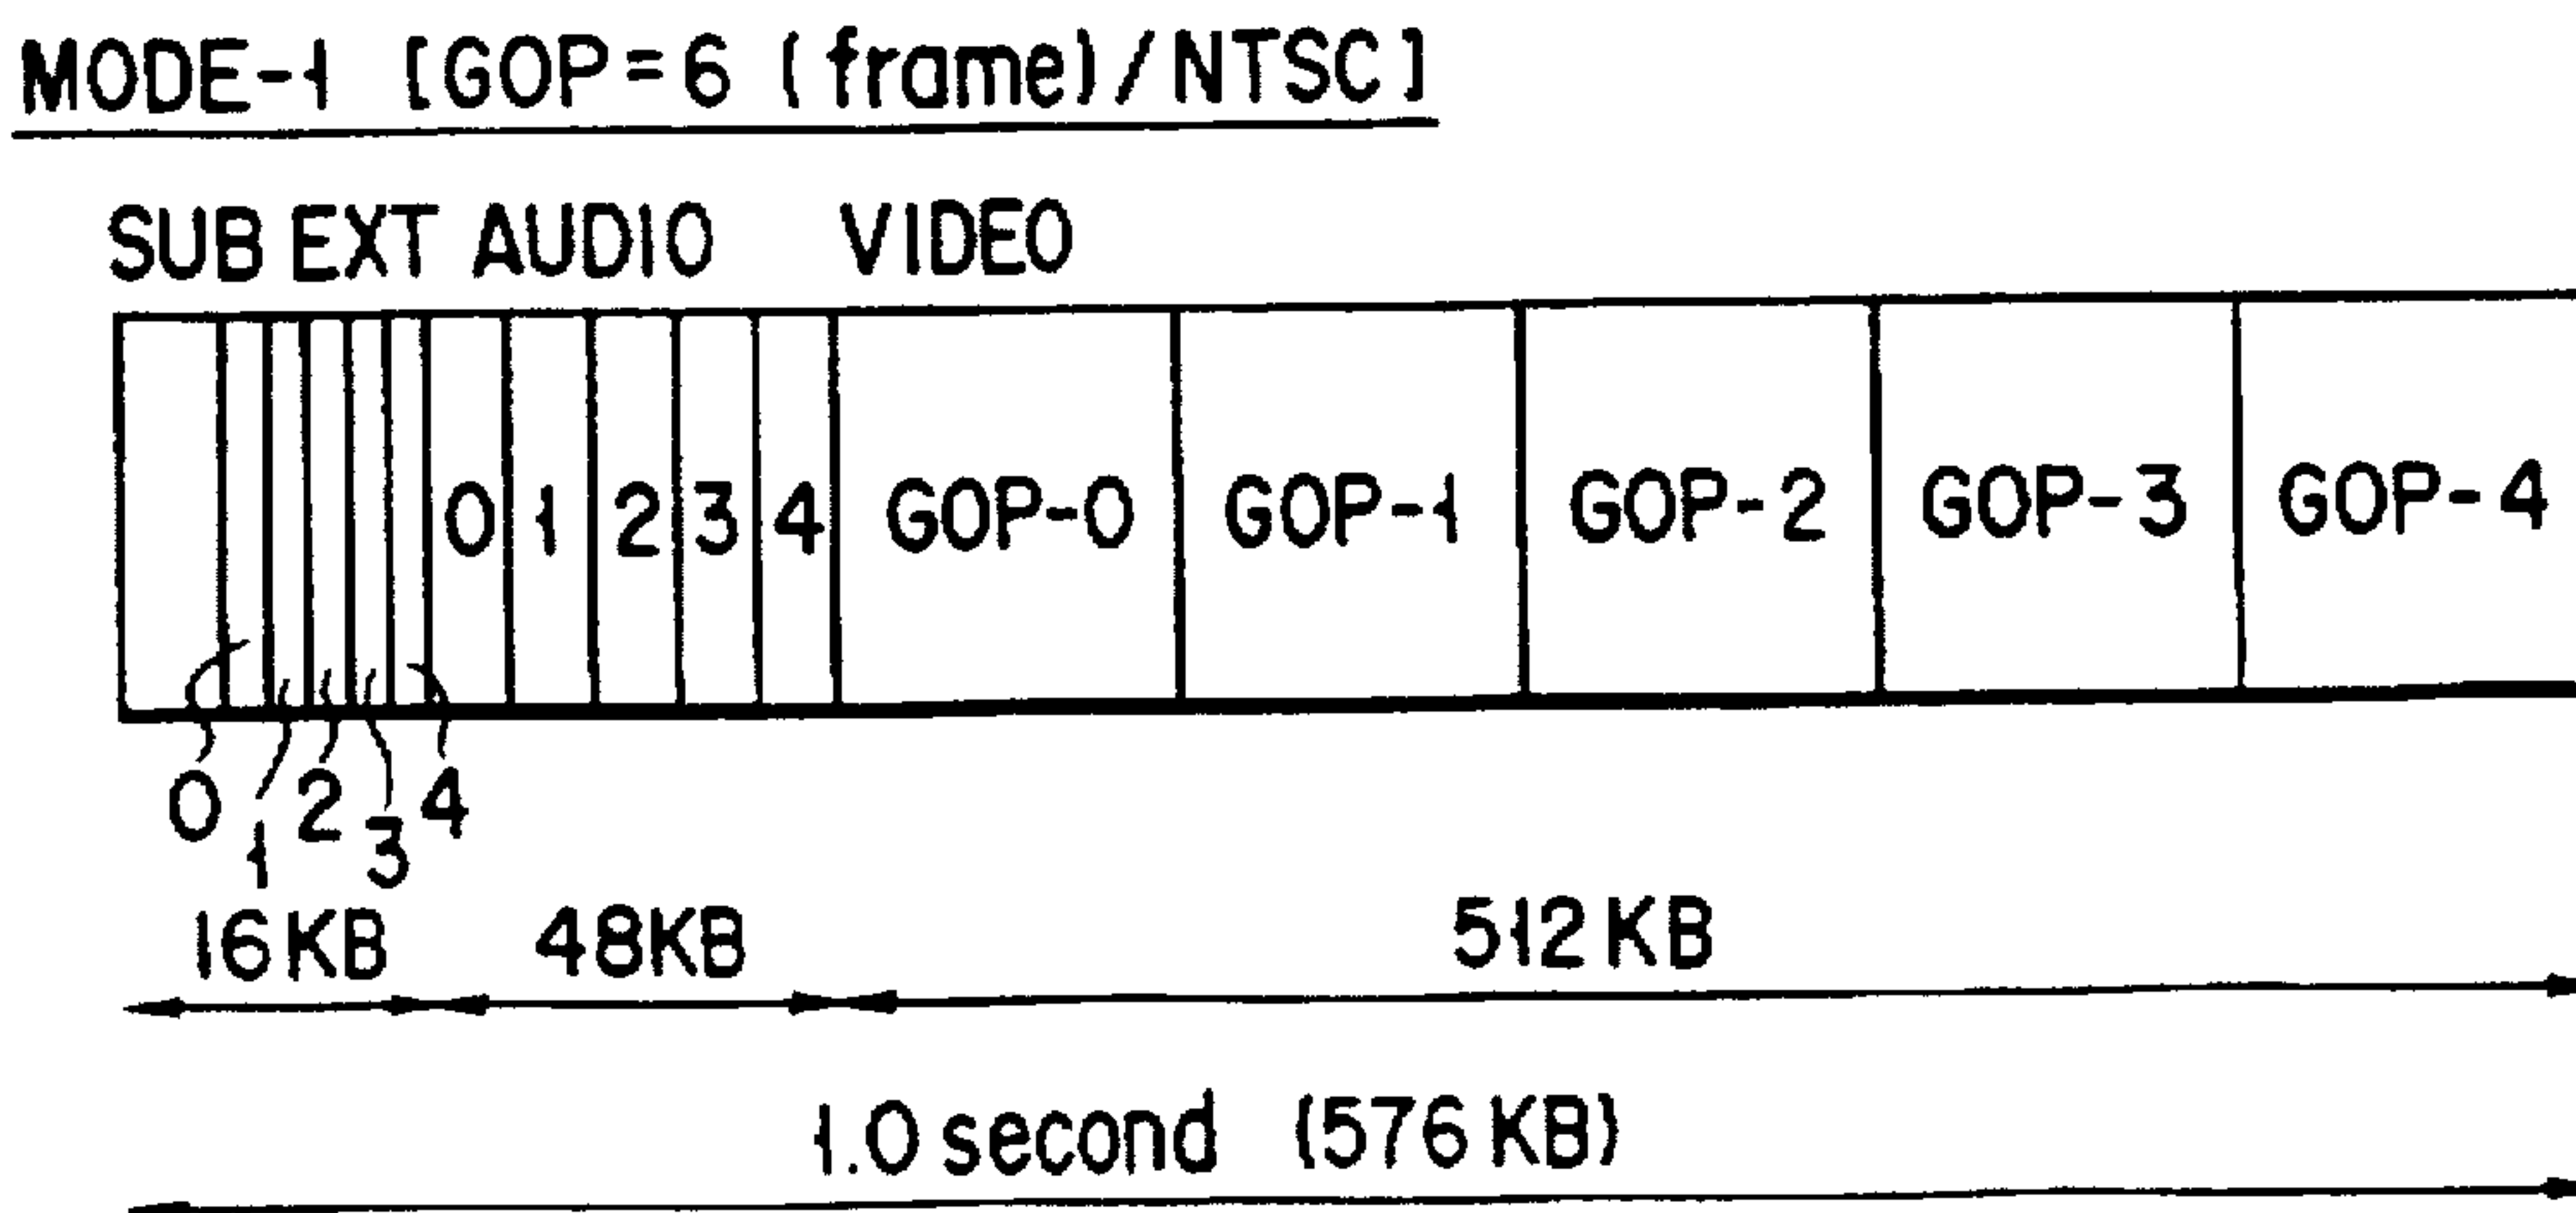 MODE-1 [GOP=6 (frame)/NTSC]
SUB EXT AUDIO VIDEO
0 1 2 3 4 GOP-0 GOP-1 GOP-2 GOP-3 GOP-4
0 1 2 3 4
16KB 48KB 512KB
1.0 second (576KB)